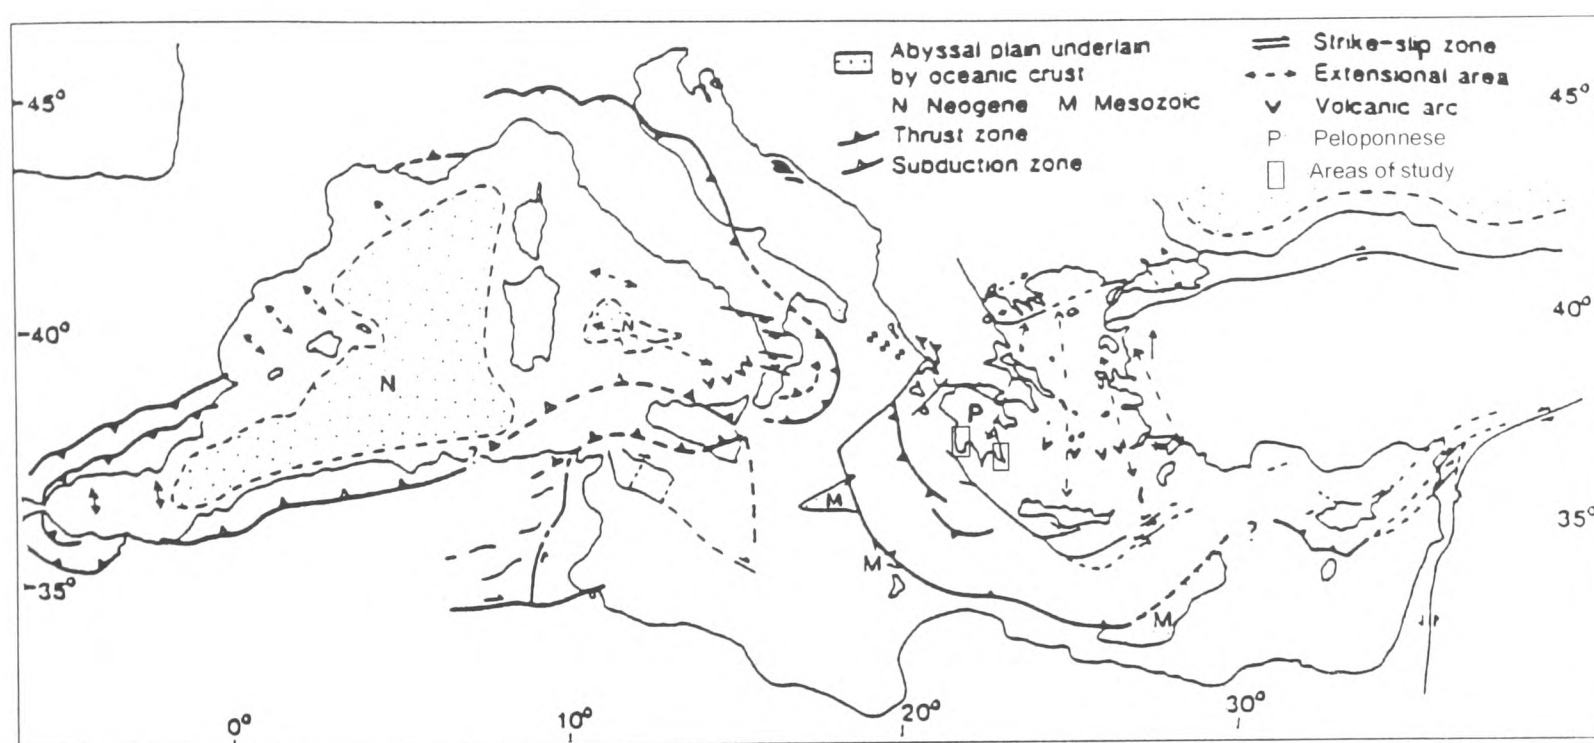 Abyssal plain underlain
by oceanic crust
N Neogene M Mesozoic
Thrust zone
Subduction zone
Strike-slip zone
Extensional area
Volcanic arc
P Peloponnese
Areas of study
45°
45°
40°
40°
35°
35°
N
N
P
M
M
M
?
?
0°
10°
20°
30°